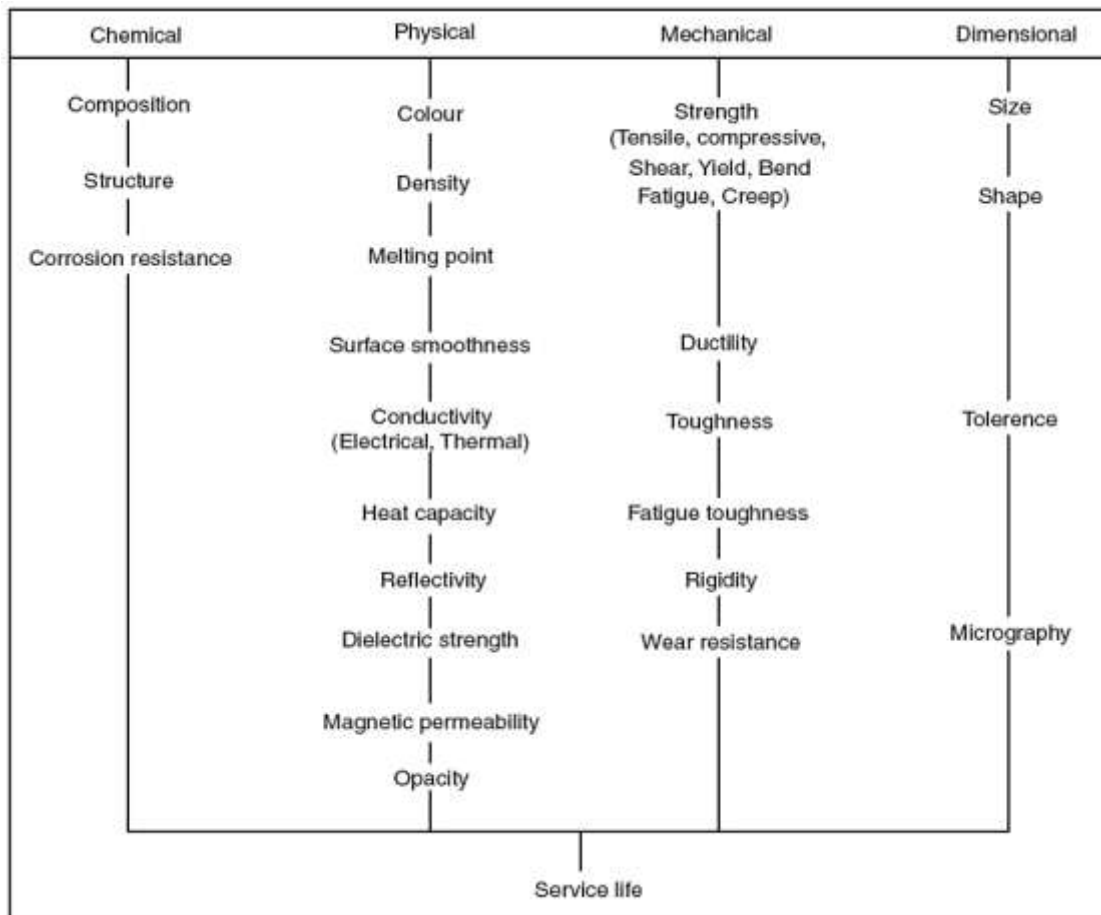 Chemical
Physical
Mechanical
Dimensional
Composition
Structure
Corrosion resistance
Colour
Density
Melting point
Surface smoothness
Conductivity
(Electrical, Thermal)
Heat capacity
Reflectivity
Dielectric strength
Magnetic permeability
Opacity
Strength
(Tensile, compressive,
Shear, Yield, Bend
Fatigue, Creep)
Ductility
Toughness
Fatigue toughness
Rigidity
Wear resistance
Size
Shape
Tolerence
Micrography
Service life